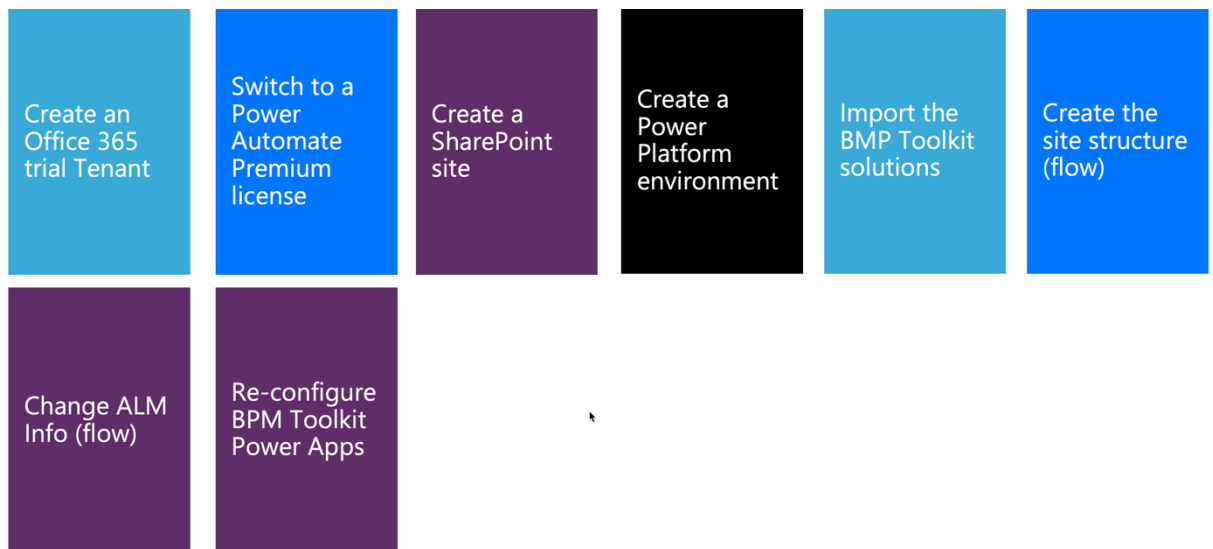 Create an
Office 365
trial Tenant
Switch to a
Power
Automate
Premium
license
Create a
SharePoint
site
Create a
Power
Platform
environment
Import the
BMP Toolkit
solutions
Create the
site structure
(flow)
Change ALM
Info (flow)
Re-configure
BPM Toolkit
Power Apps